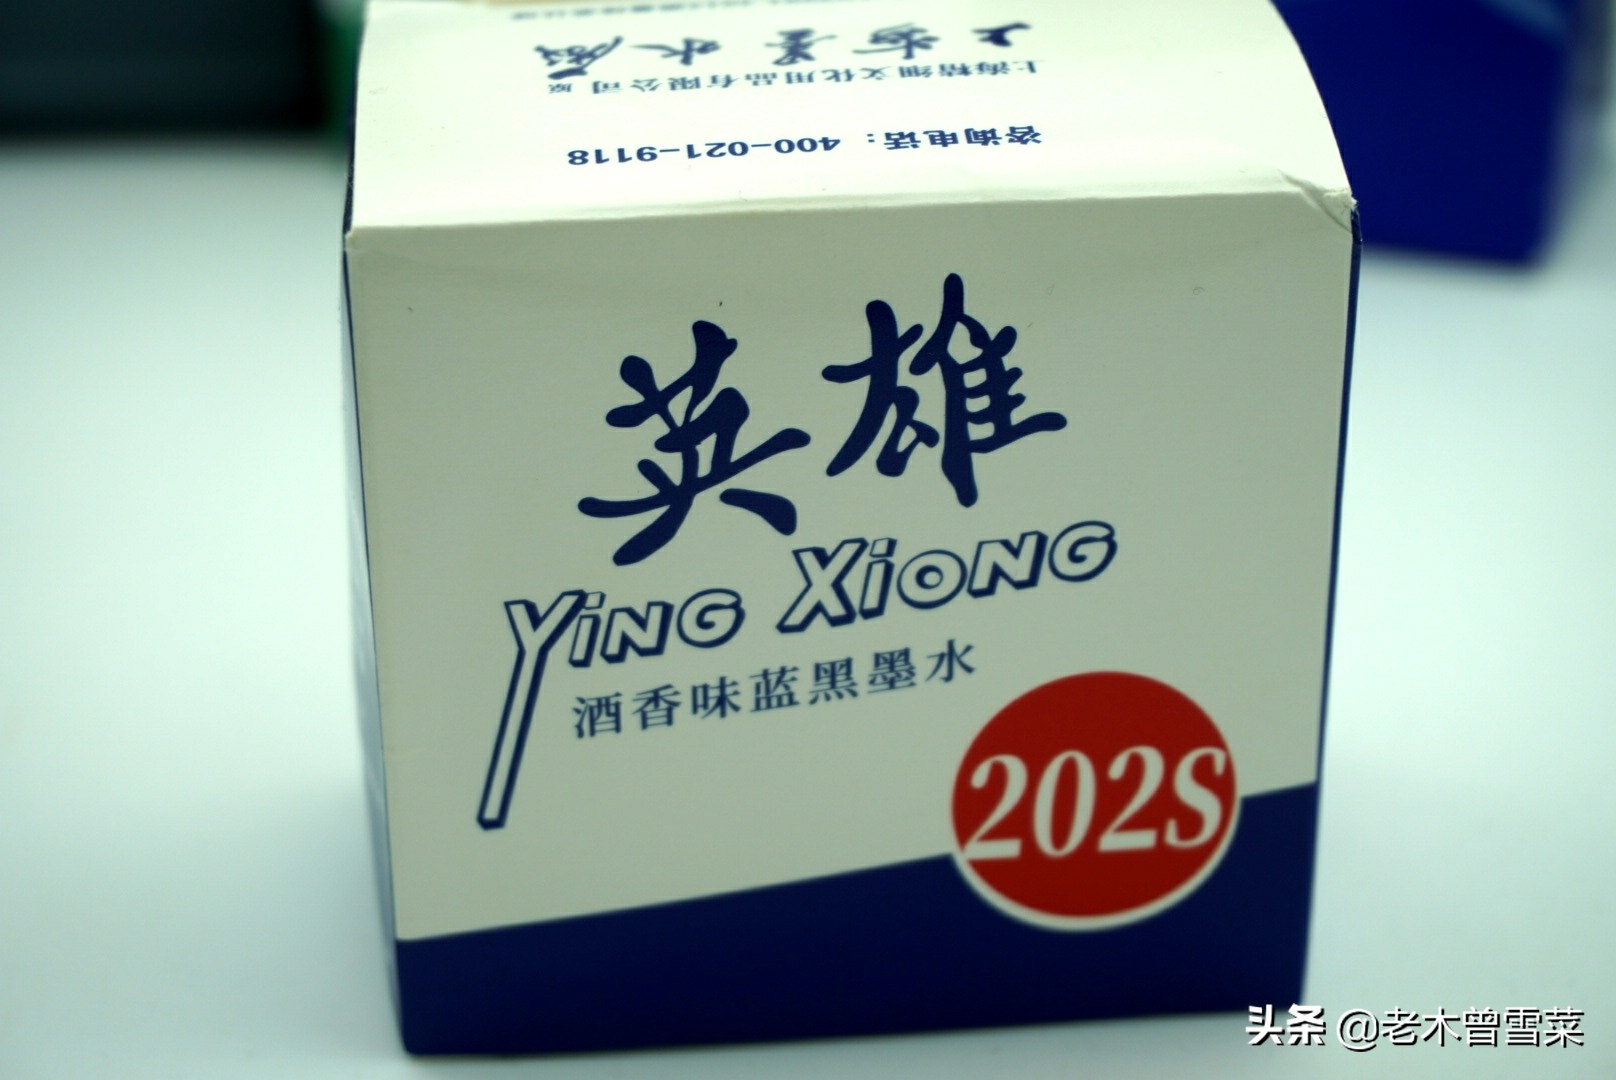 上海墨水厂
上海精细文化用品有限公司 原
咨询电话：400-021-9118
英雄
Ying Xiong
酒香味蓝黑墨水
202S
头条 @老木曾雪菜